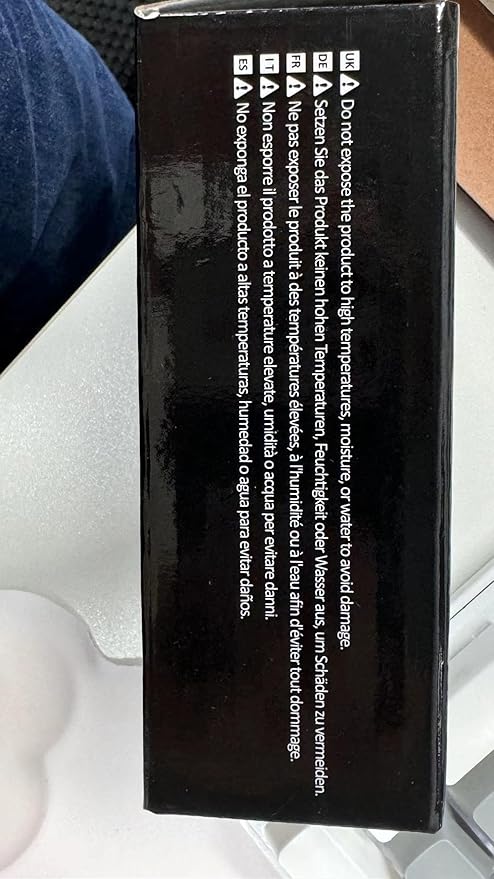 UK ⚠ Do not expose the product to high temperatures, moisture, or water to avoid damage.
DE ⚠ Setzen Sie das Produkt keinen hohen Temperaturen, Feuchtigkeit oder Wasser aus, um Schäden zu vermeiden.
FR ⚠ Ne pas exposer le produit à des températures élevées, à l'humidité ou à l'eau afin d'éviter tout dommage.
IT ⚠ Non esporre il prodotto a temperature elevate, umidità o acqua per evitare danni.
ES ⚠ No exponga el producto a altas temperaturas, humedad o agua para evitar daños.